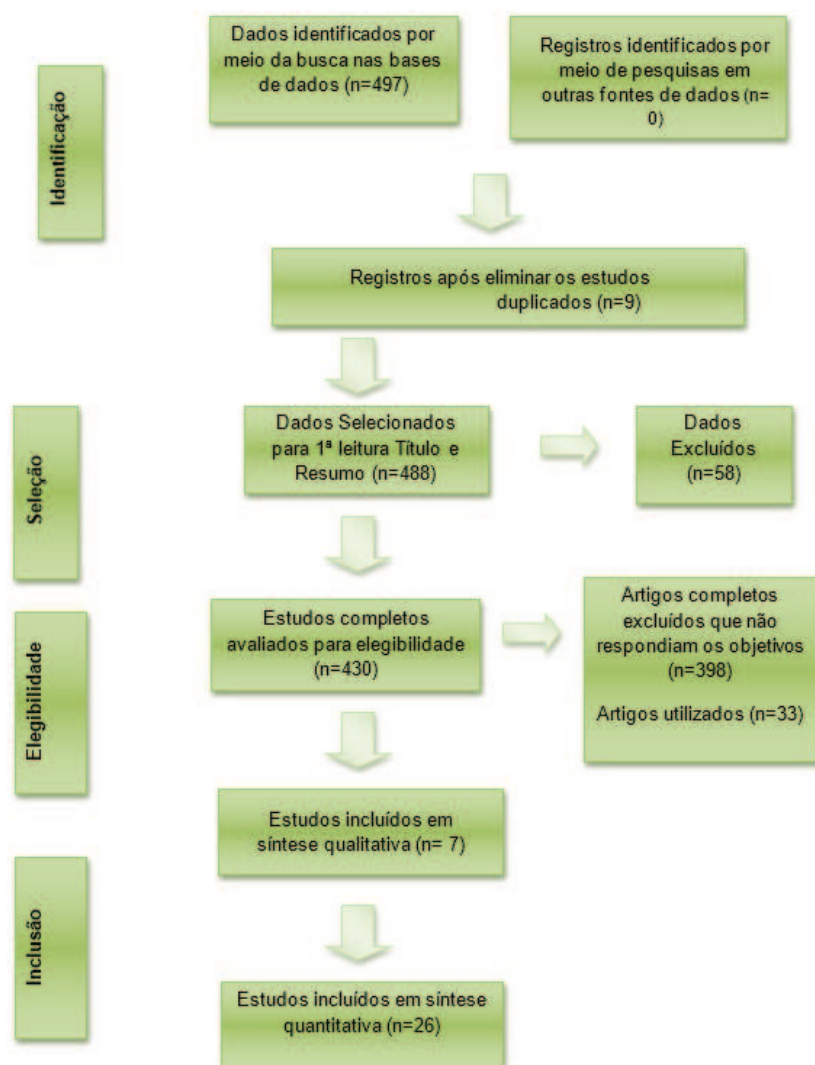 Identificação
Dados identificados por
meio da busca nas bases
de dados (n=497)
Registros identificados por
meio de pesquisas em
outras fontes de dados (n=
0)
Registros após eliminar os estudos
duplicados (n=9)
Seleção
Dados Selecionados
para 1ª leitura Título e
Resumo (n=488)
Dados
Excluídos
(n=58)
Elegibilidade
Estudos completos
avaliados para elegibilidade
(n=430)
Artigos completos
excluídos que não
respondiam os objetivos
(n=398)
Artigos utilizados (n=33)
Estudos incluídos em
síntese qualitativa (n= 7)
Inclusão
Estudos incluídos em síntese
quantitativa (n=26)